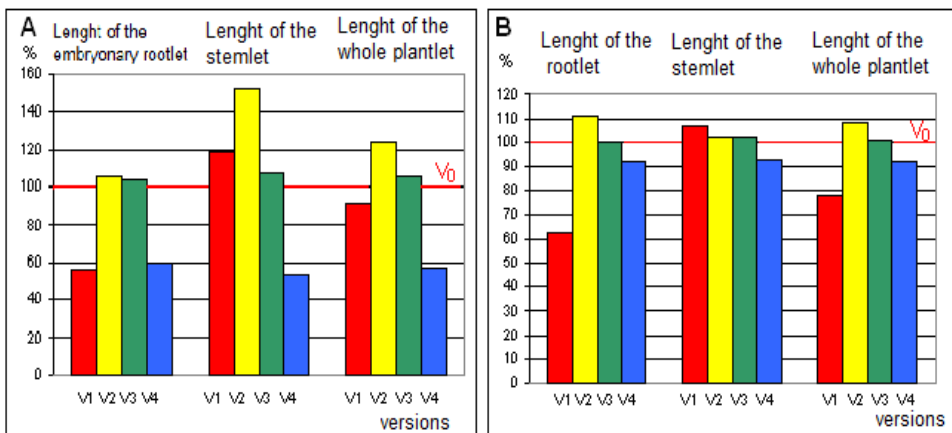 A
%
Lenght of the
embryonary rootlet
Lenght of the
stemlet
Lenght of the
whole plantlet
160
140
120
100
80
60
40
20
0
V0
V1 V2 V3 V4
V1 V2 V3 V4
V1 V2 V3 V4
versions
B
%
Lenght of the
rootlet
Lenght of the
stemlet
Lenght of the
whole plantlet
120
110
100
90
80
70
60
50
40
30
20
10
0
V0
V1 V2 V3 V4
V1 V2 V3 V4
V1 V2 V3 V4
versions